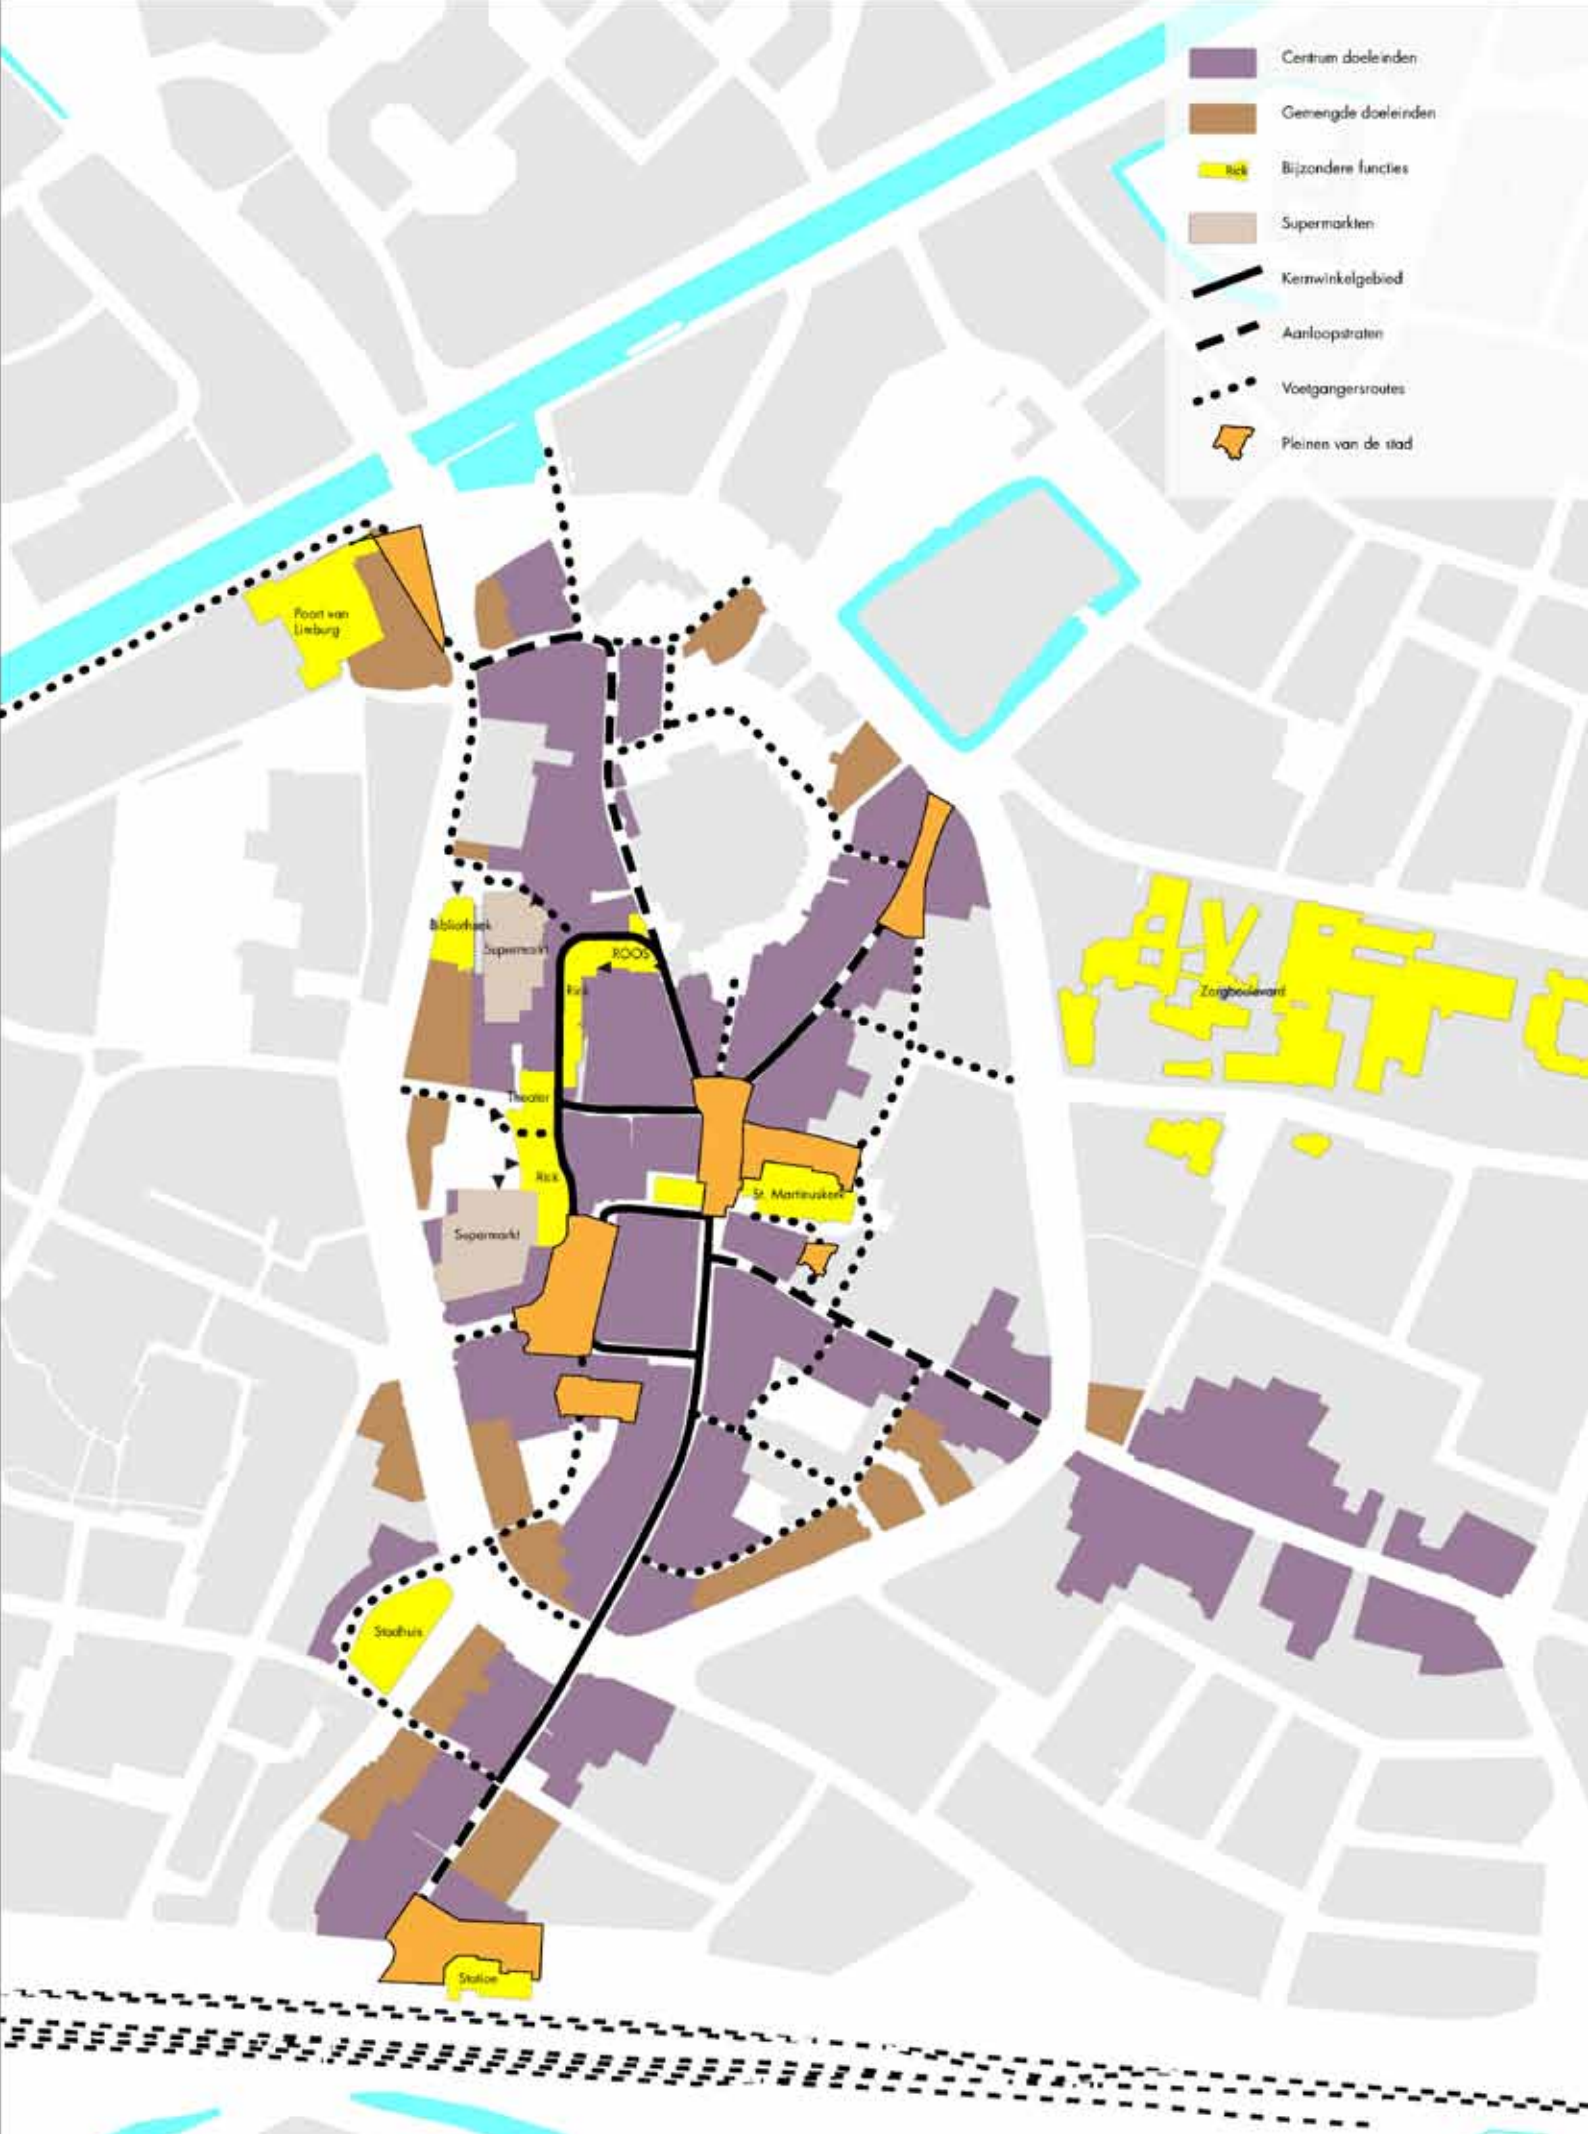 Centrum doeleinden
Gemengde doeleinden
Rick
Bijzondere functies
Supermarkten
Kernwinkelgebied
Aanloopstraten
Voetgangersroutes
Pleinen van de stad
Poort van
Limburg
Bibliotheek
Supermarkt
ROOS
Rick
Zorgboulevard
Theater
Rick
St. Martinuskerk
Supermarkt
Stadhuis
Station